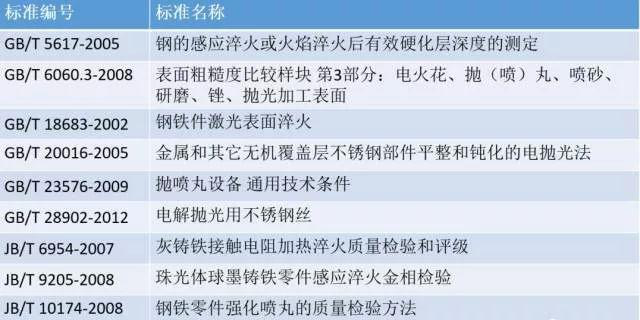 标准编号 标准名称
GB/T 5617-2005 钢的感应淬火或火焰淬火后有效硬化层深度的测定
GB/T 6060.3-2008 表面粗糙度比较样块 第3部分：电火花、抛（喷）丸、喷砂、
研磨、锉、抛光加工表面
GB/T 18683-2002 钢铁件激光表面淬火
GB/T 20016-2005 金属和其它无机覆盖层不锈钢部件平整和钝化的电抛光法
GB/T 23576-2009 抛喷丸设备 通用技术条件
GB/T 28902-2012 电解抛光用不锈钢丝
JB/T 6954-2007 灰铸铁接触电阻加热淬火质量检验和评级
JB/T 9205-2008 珠光体球墨铸铁零件感应淬火金相检验
JB/T 10174-2008 钢铁零件强化喷丸的质量检验方法